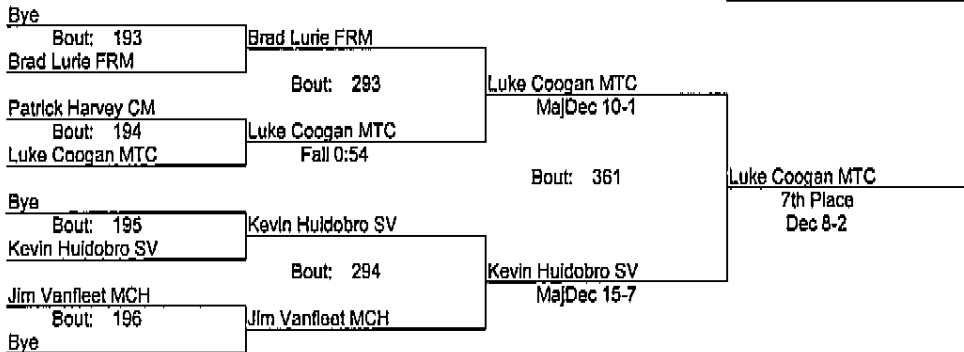 Bye
Bout: 193
Brad Lurie FRM
Brad Lurie FRM
Bout: 293
Luke Coogan MTC
MajDec 10-1
Patrick Harvey CM
Bout: 194
Luke Coogan MTC
Luke Coogan MTC
Fall 0:54
Bout: 361
Luke Coogan MTC
7th Place
Dec 8-2
Bye
Bout: 195
Kevin Huidobro SV
Kevin Huidobro SV
Bout: 294
Kevin Huidobro SV
MajDec 15-7
Jim Vanfleet MCH
Bout: 196
Bye
Jim Vanfleet MCH